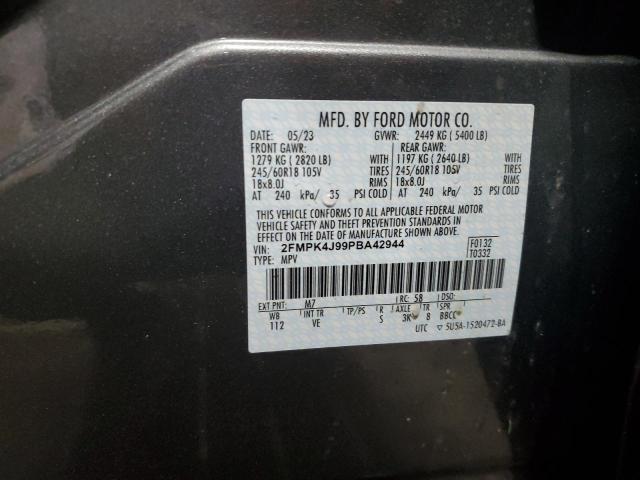 MFD. BY FORD MOTOR CO.
DATE: 05/23 GVWR: 2449 KG ( 5400 LB)
FRONT GAWR: REAR GAWR:
1279 KG ( 2820 LB) WITH 1197 KG ( 2640 LB) WITH
245/60R18 105V TIRES 245/60R18 105V TIRES
18x8.0J RIMS 18x8.0J RIMS
AT 240 kPa/ 35 PSI COLD AT 240 kPa/ 35 PSI COLD
THIS VEHICLE CONFORMS TO ALL APPLICABLE FEDERAL MOTOR
VEHICLE SAFETY AND THEFT PREVENTION STANDARDS IN
EFFECT ON THE DATE OF MANUFACTURE SHOWN ABOVE.
VIN: 2FMPK4J99PBA42944 F0132
TYPE: MPV T0332
EXT PNT: M7 RC: 58 DSO:
WB INT TR TP/PS R AXLE TR SPR
112 VE S 3K 8 BBCC
UTC ▽ 5U5A-1520472-BA